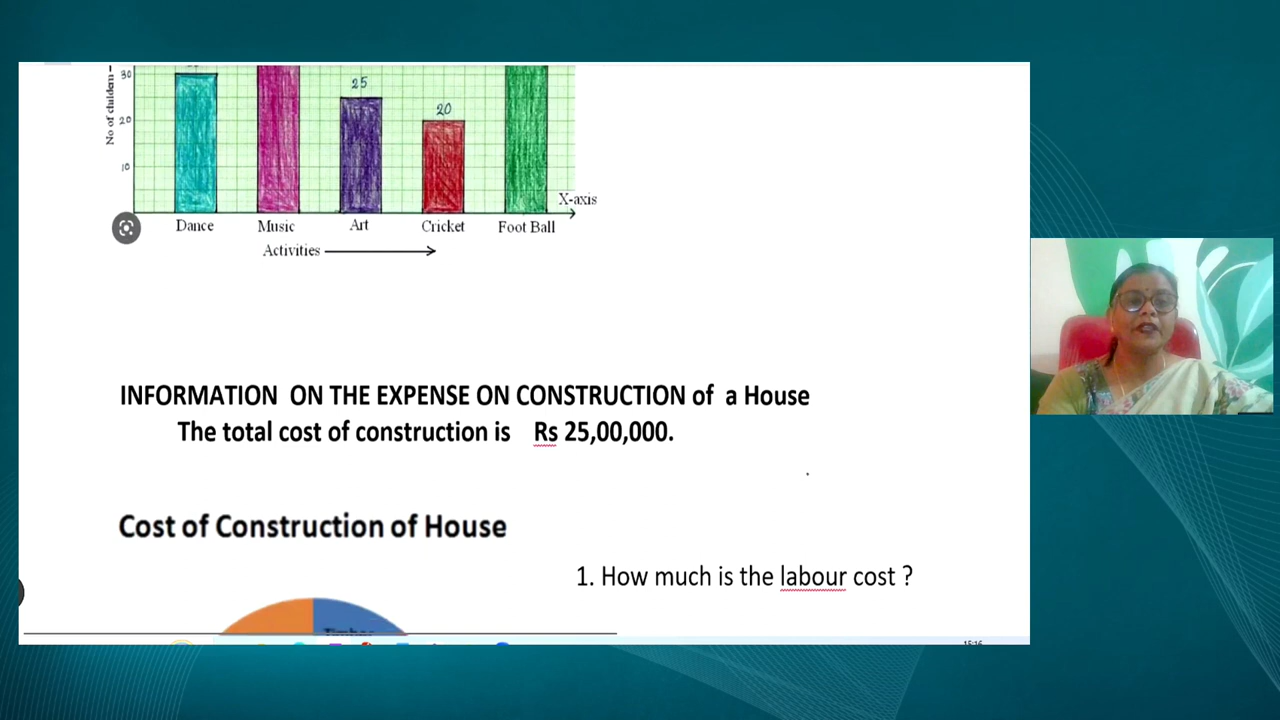 No of children
30
20
10
25
20
X-axis
Dance Music Art Cricket Foot Ball
Activities
INFORMATION ON THE EXPENSE ON CONSTRUCTION of a House
The total cost of construction is Rs 25,00,000.
Cost of Construction of House
1. How much is the labour cost ?